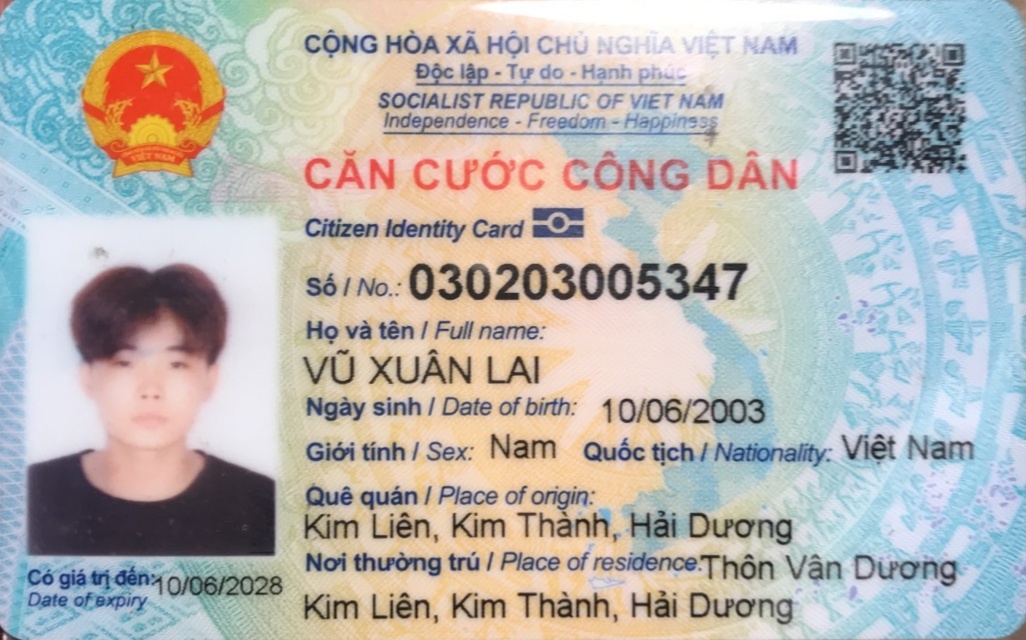 CỘNG HÒA XÃ HỘI CHỦ NGHĨA VIỆT NAM
Độc lập - Tự do - Hạnh phúc
SOCIALIST REPUBLIC OF VIET NAM
Independence - Freedom - Happiness
VIỆT NAM
CĂN CƯỚC CÔNG DÂN
Citizen Identity Card
Số / No.: 030203005347
Họ và tên / Full name:
VŨ XUÂN LAI
Ngày sinh / Date of birth: 10/06/2003
Giới tính / Sex: Nam Quốc tịch / Nationality: Việt Nam
Quê quán / Place of origin:
Kim Liên, Kim Thành, Hải Dương
Nơi thường trú / Place of residence: Thôn Vân Dương
Kim Liên, Kim Thành, Hải Dương
Có giá trị đến: 10/06/2028
Date of expiry